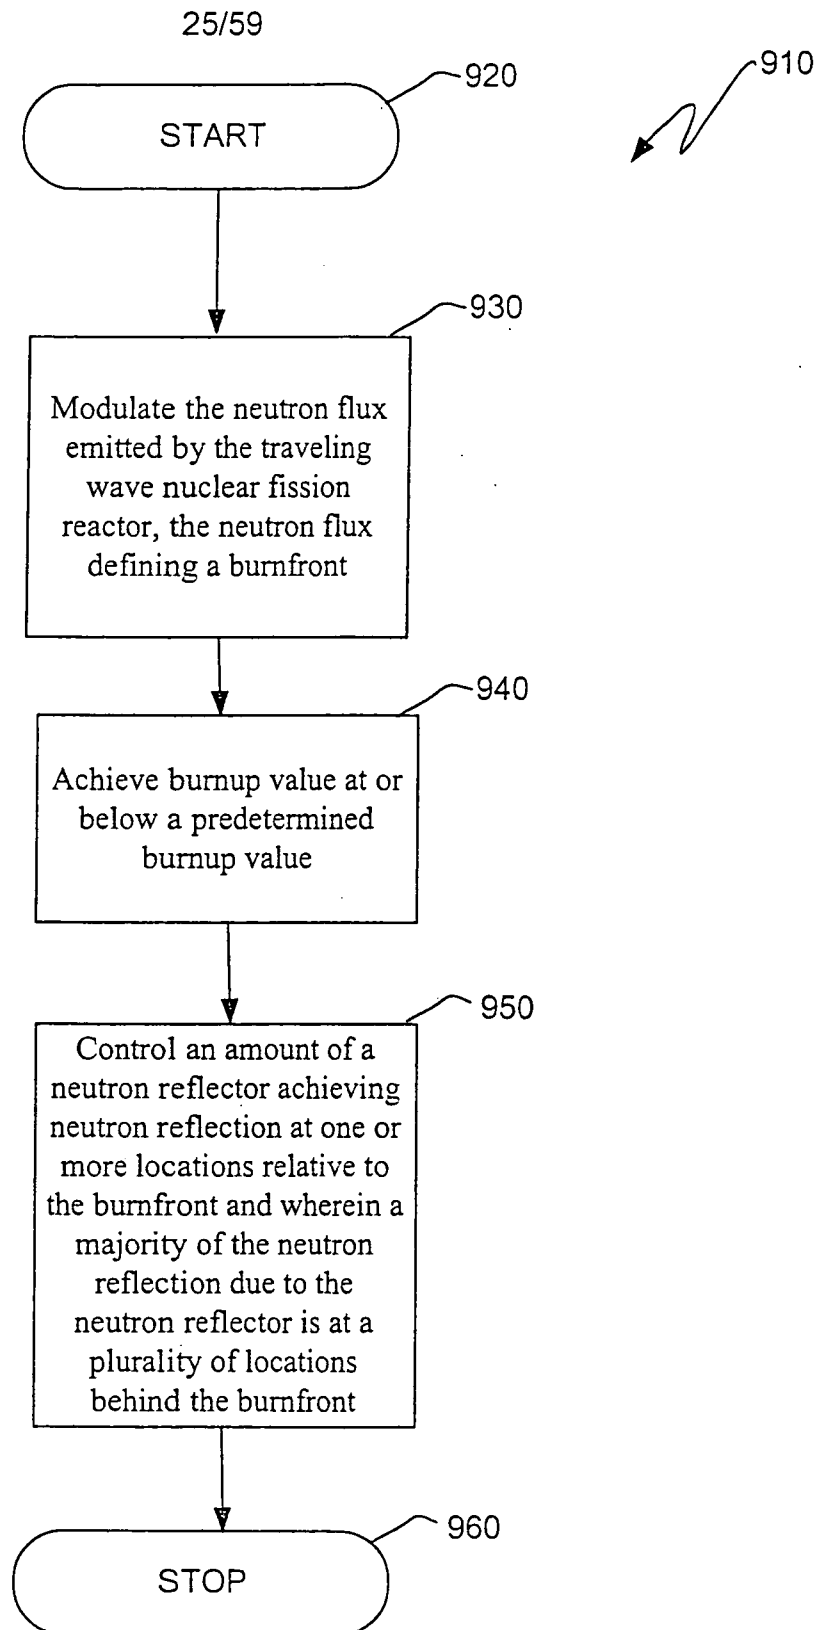 25/59
920
910
START
930
Modulate the neutron flux
emitted by the traveling
wave nuclear fission
reactor, the neutron flux
defining a burnfront
940
Achieve burnup value at or
below a predetermined
burnup value
950
Control an amount of a
neutron reflector achieving
neutron reflection at one or
more locations relative to
the burnfront and wherein a
majority of the neutron
reflection due to the
neutron reflector is at a
plurality of locations
behind the burnfront
960
STOP